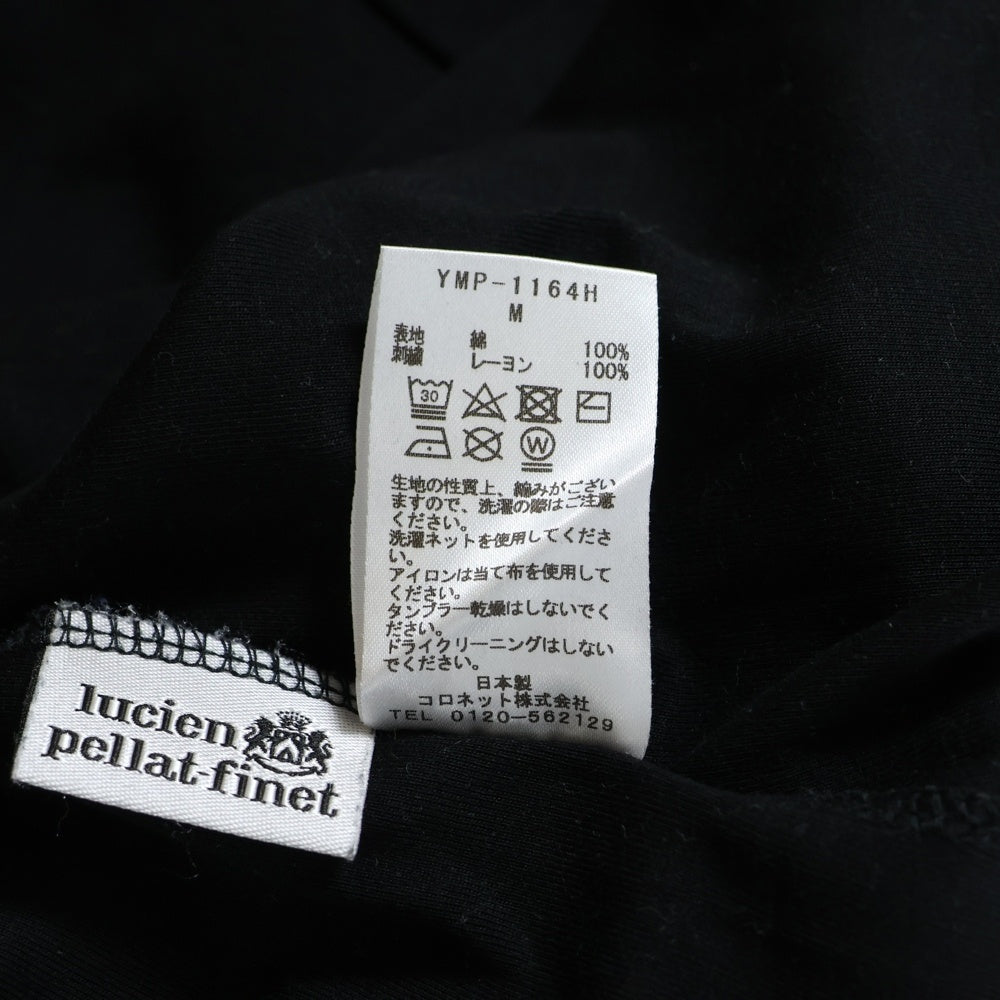 YMP-1164H
M
表地 綿 100%
刺繍 レーヨン 100%
30
W
生地の性質上、縮みがござい
ますので、洗濯の際はご注意
ください。
洗濯ネットを使用してくださ
い。
アイロンは当て布を使用して
ください。
タンブラー乾燥はしないでく
ださい。
ドライクリーニングはしない
でください。
日本製
コロネット株式会社
TEL 0120-562129
lucien
pellat-finet